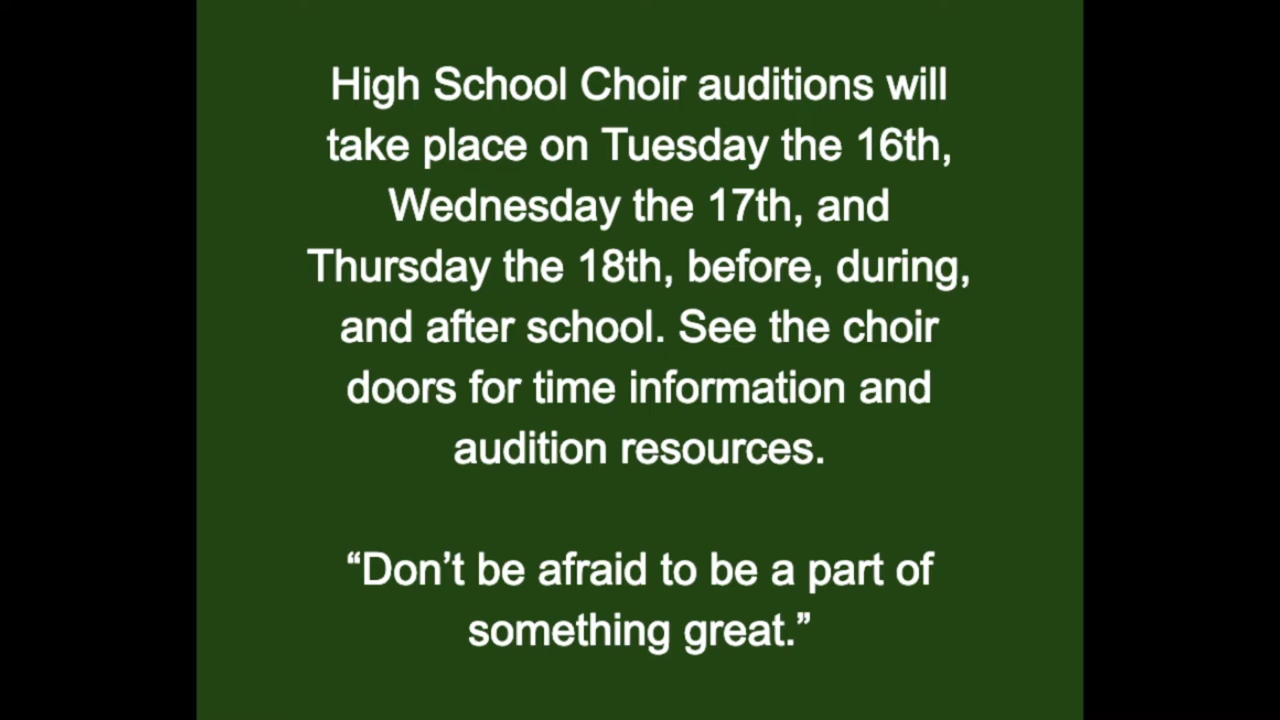 High School Choir auditions will
take place on Tuesday the 16th,
Wednesday the 17th, and
Thursday the 18th, before, during,
and after school. See the choir
doors for time information and
audition resources.
“Don’t be afraid to be a part of
something great.”